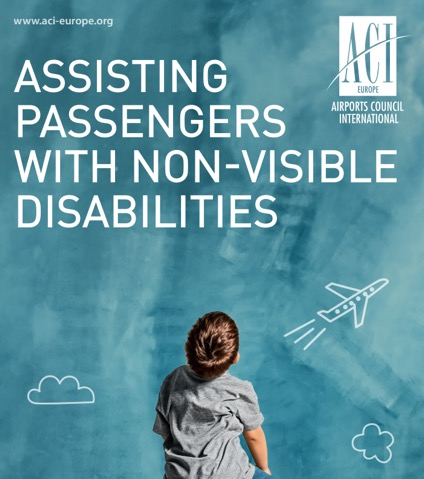 www.aci-europe.org
ASSISTING
PASSENGERS
WITH NON-VISIBLE
DISABILITIES
ACI
EUROPE
AIRPORTS COUNCIL
INTERNATIONAL